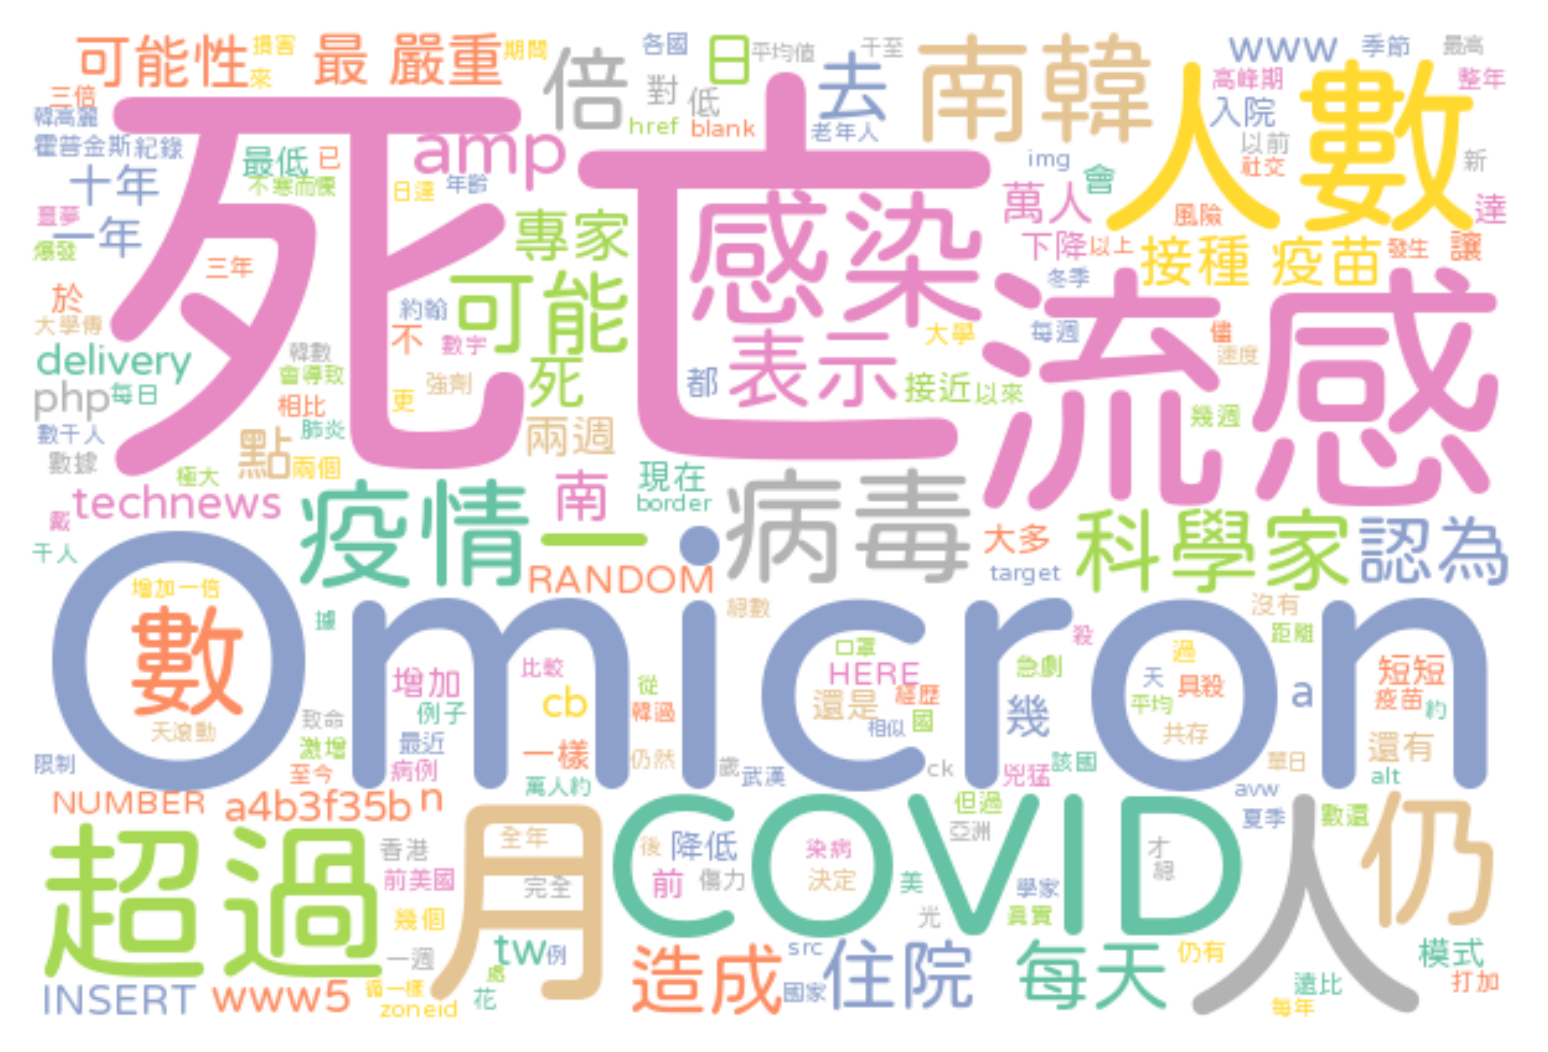 可能性
損害
來
最 嚴重
期間
倍
各國
對
低
href
blank
日
平均值
千至
去
老年人
南韓
www
季節
最高
高峰期
整年
入院
以前
社交
新
人數
三倍
韓高麗
霍普金斯
紀錄
十年
最低
已
不寒而慄
噩夢
一年
爆發
三年
死亡
amp
日達
年齡
專家
感染
img
會
萬人
風險
達
下降
以上
接種
疫苗
發生
讓
冬季
於
大學傳
約翰
不
數字
可能
表示
大學
每週
儘
速度
流感
delivery
php
每日
韓數
會導致
相比
更
強劑
死
都
接近
以來
幾週
數千人
數據
點
肺炎
兩個
極大
兩週
technews
戴
千人
疫情
南
一
現在
border
病毒
大多
target
科學家
認為
RANDOM
Omicron
增加一倍
數
天滾動
據
增加
例子
比較
cb
從
韓過
口罩
HERE
還是
經歷
相似
國
急劇
殺
幾
過
天
具殺
平均
共存
沒有
距離
a
短短
疫苗
約
還有
致命
激增
最近
病例
至今
一樣
仍然
萬人約
歲
武漢
ck
兇猛
該國
單日
alt
限制
NUMBER
a4b3f35b
n
avw
夏季
數還
超過
香港
前美國
幾個
一週
月
全年
完全
tw
例
處
花
循一樣
zoneid
COVID
後
降低
前
傷力
染病
決定
美
光
但過
亞洲
學家
真實
才
人
仍
INSERT
www5
造成
src
國家
住院
每天
仍有
遠比
每年
模式
打加